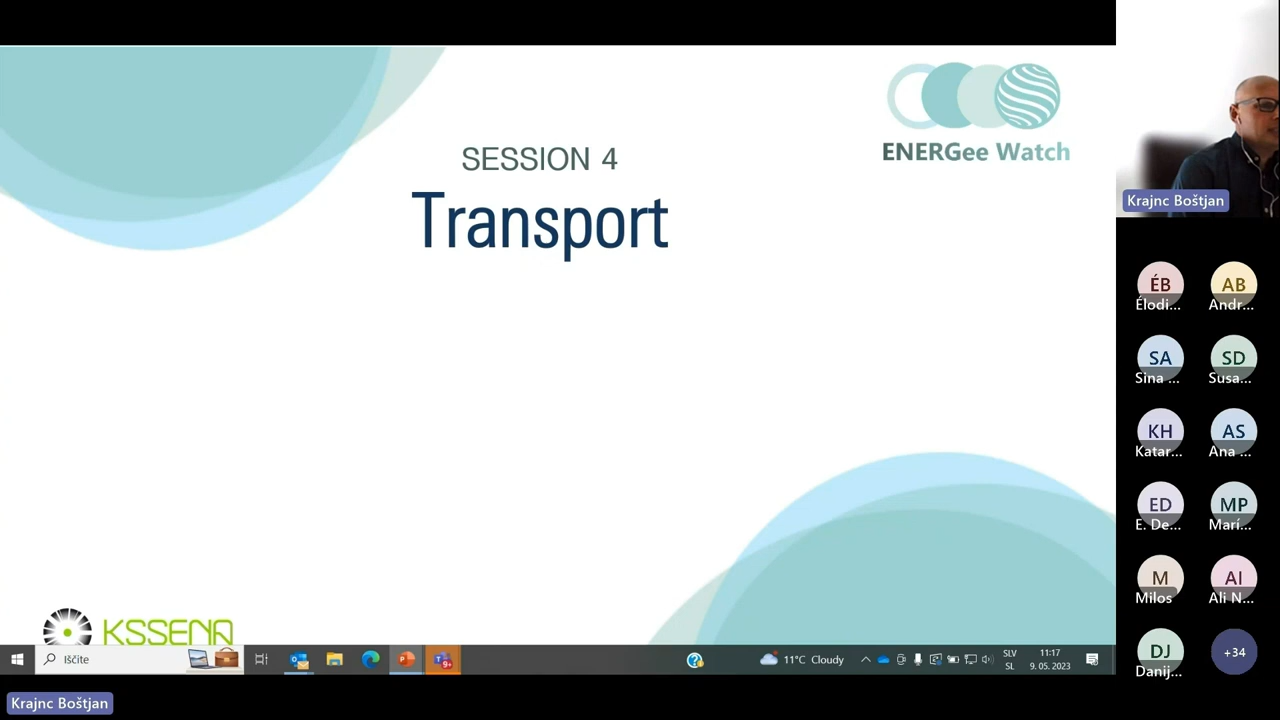 SESSION 4
Transport
ENERGee Watch
KSSENA
Krajnc Boštjan
ÉB
Élodi...
AB
Andr...
SA
Sina ...
SD
Susa...
KH
Katar...
AS
Ana ...
ED
E. De...
MP
Marí...
M
Milos
AI
Ali N...
DJ
Danij...
+34
Iščite
9+
11°C Cloudy
SLV
SL
11:17
9. 05. 2023
Krajnc Boštjan